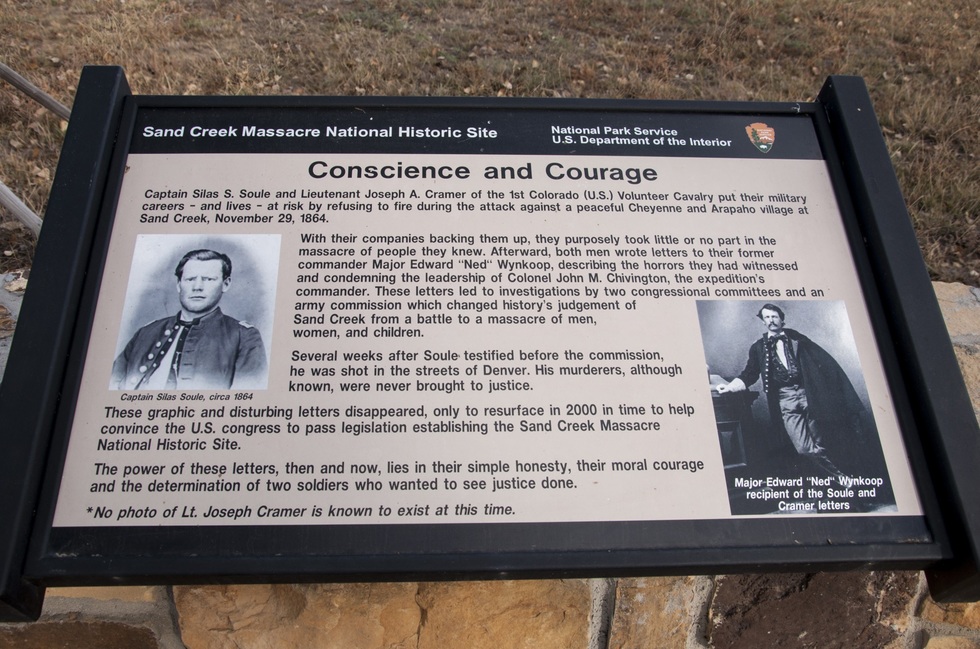 Sand Creek Massacre National Historic Site
National Park Service
U.S. Department of the Interior
Conscience and Courage
Captain Silas S. Soule and Lieutenant Joseph A. Cramer of the 1st Colorado (U.S.) Volunteer Cavalry put their military
careers - and lives - at risk by refusing to fire during the attack against a peaceful Cheyenne and Arapaho village at
Sand Creek, November 29, 1864.
With their companies backing them up, they purposely took little or no part in the
massacre of people they knew. Afterward, both men wrote letters to their former
commander Major Edward "Ned" Wynkoop, describing the horrors they had witnessed
and condemning the leadership of Colonel John M. Chivington, the expedition's
commander. These letters led to investigations by two congressional committees and an
army commission which changed history's judgement of
Sand Creek from a battle to a massacre of men,
women, and children.
Several weeks after Soule testified before the commission,
he was shot in the streets of Denver. His murderers, although
known, were never brought to justice.
Captain Silas Soule, circa 1864
These graphic and disturbing letters disappeared, only to resurface in 2000 in time to help
convince the U.S. congress to pass legislation establishing the Sand Creek Massacre
National Historic Site.
The power of these letters, then and now, lies in their simple honesty, their moral courage
and the determination of two soldiers who wanted to see justice done.
*No photo of Lt. Joseph Cramer is known to exist at this time.
Major Edward "Ned" Wynkoop
recipient of the Soule and
Cramer letters